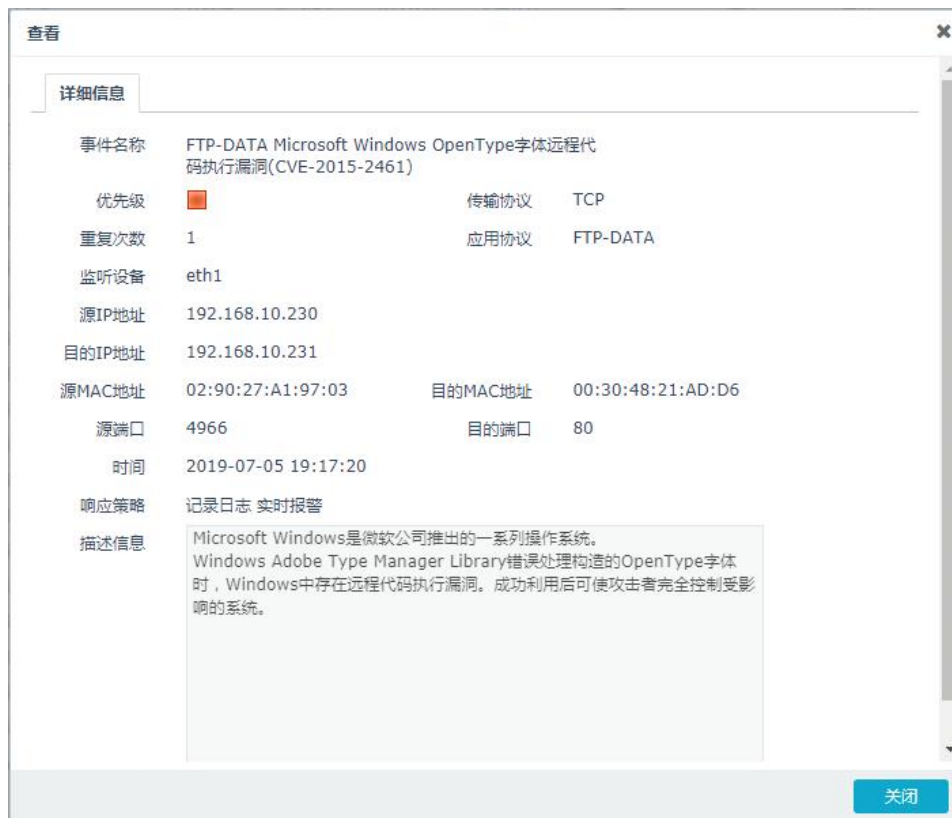 查看
详细信息
事件名称 FTP-DATA Microsoft Windows OpenType字体远程代
码执行漏洞(CVE-2015-2461)
优先级 传输协议 TCP
重复次数 1 应用协议 FTP-DATA
监听设备 eth1
源IP地址 192.168.10.230
目的IP地址 192.168.10.231
源MAC地址 02:90:27:A1:97:03 目的MAC地址 00:30:48:21:AD:D6
源端口 4966 目的端口 80
时间 2019-07-05 19:17:20
响应策略 记录日志 实时报警
描述信息 Microsoft Windows是微软公司推出的一系列操作系统。
Windows Adobe Type Manager Library错误处理构造的OpenType字体
时，Windows中存在远程代码执行漏洞。成功利用后可使攻击者完全控制受影
响的系统。
关闭